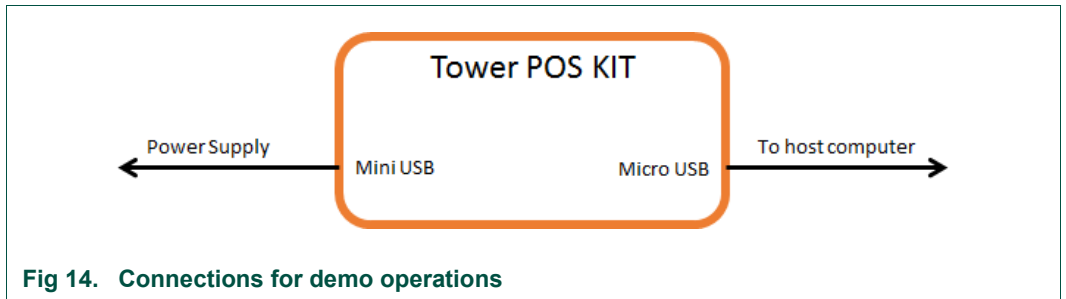 Tower POS KIT
Power Supply
Mini USB
Micro USB
To host computer
Fig 14. Connections for demo operations